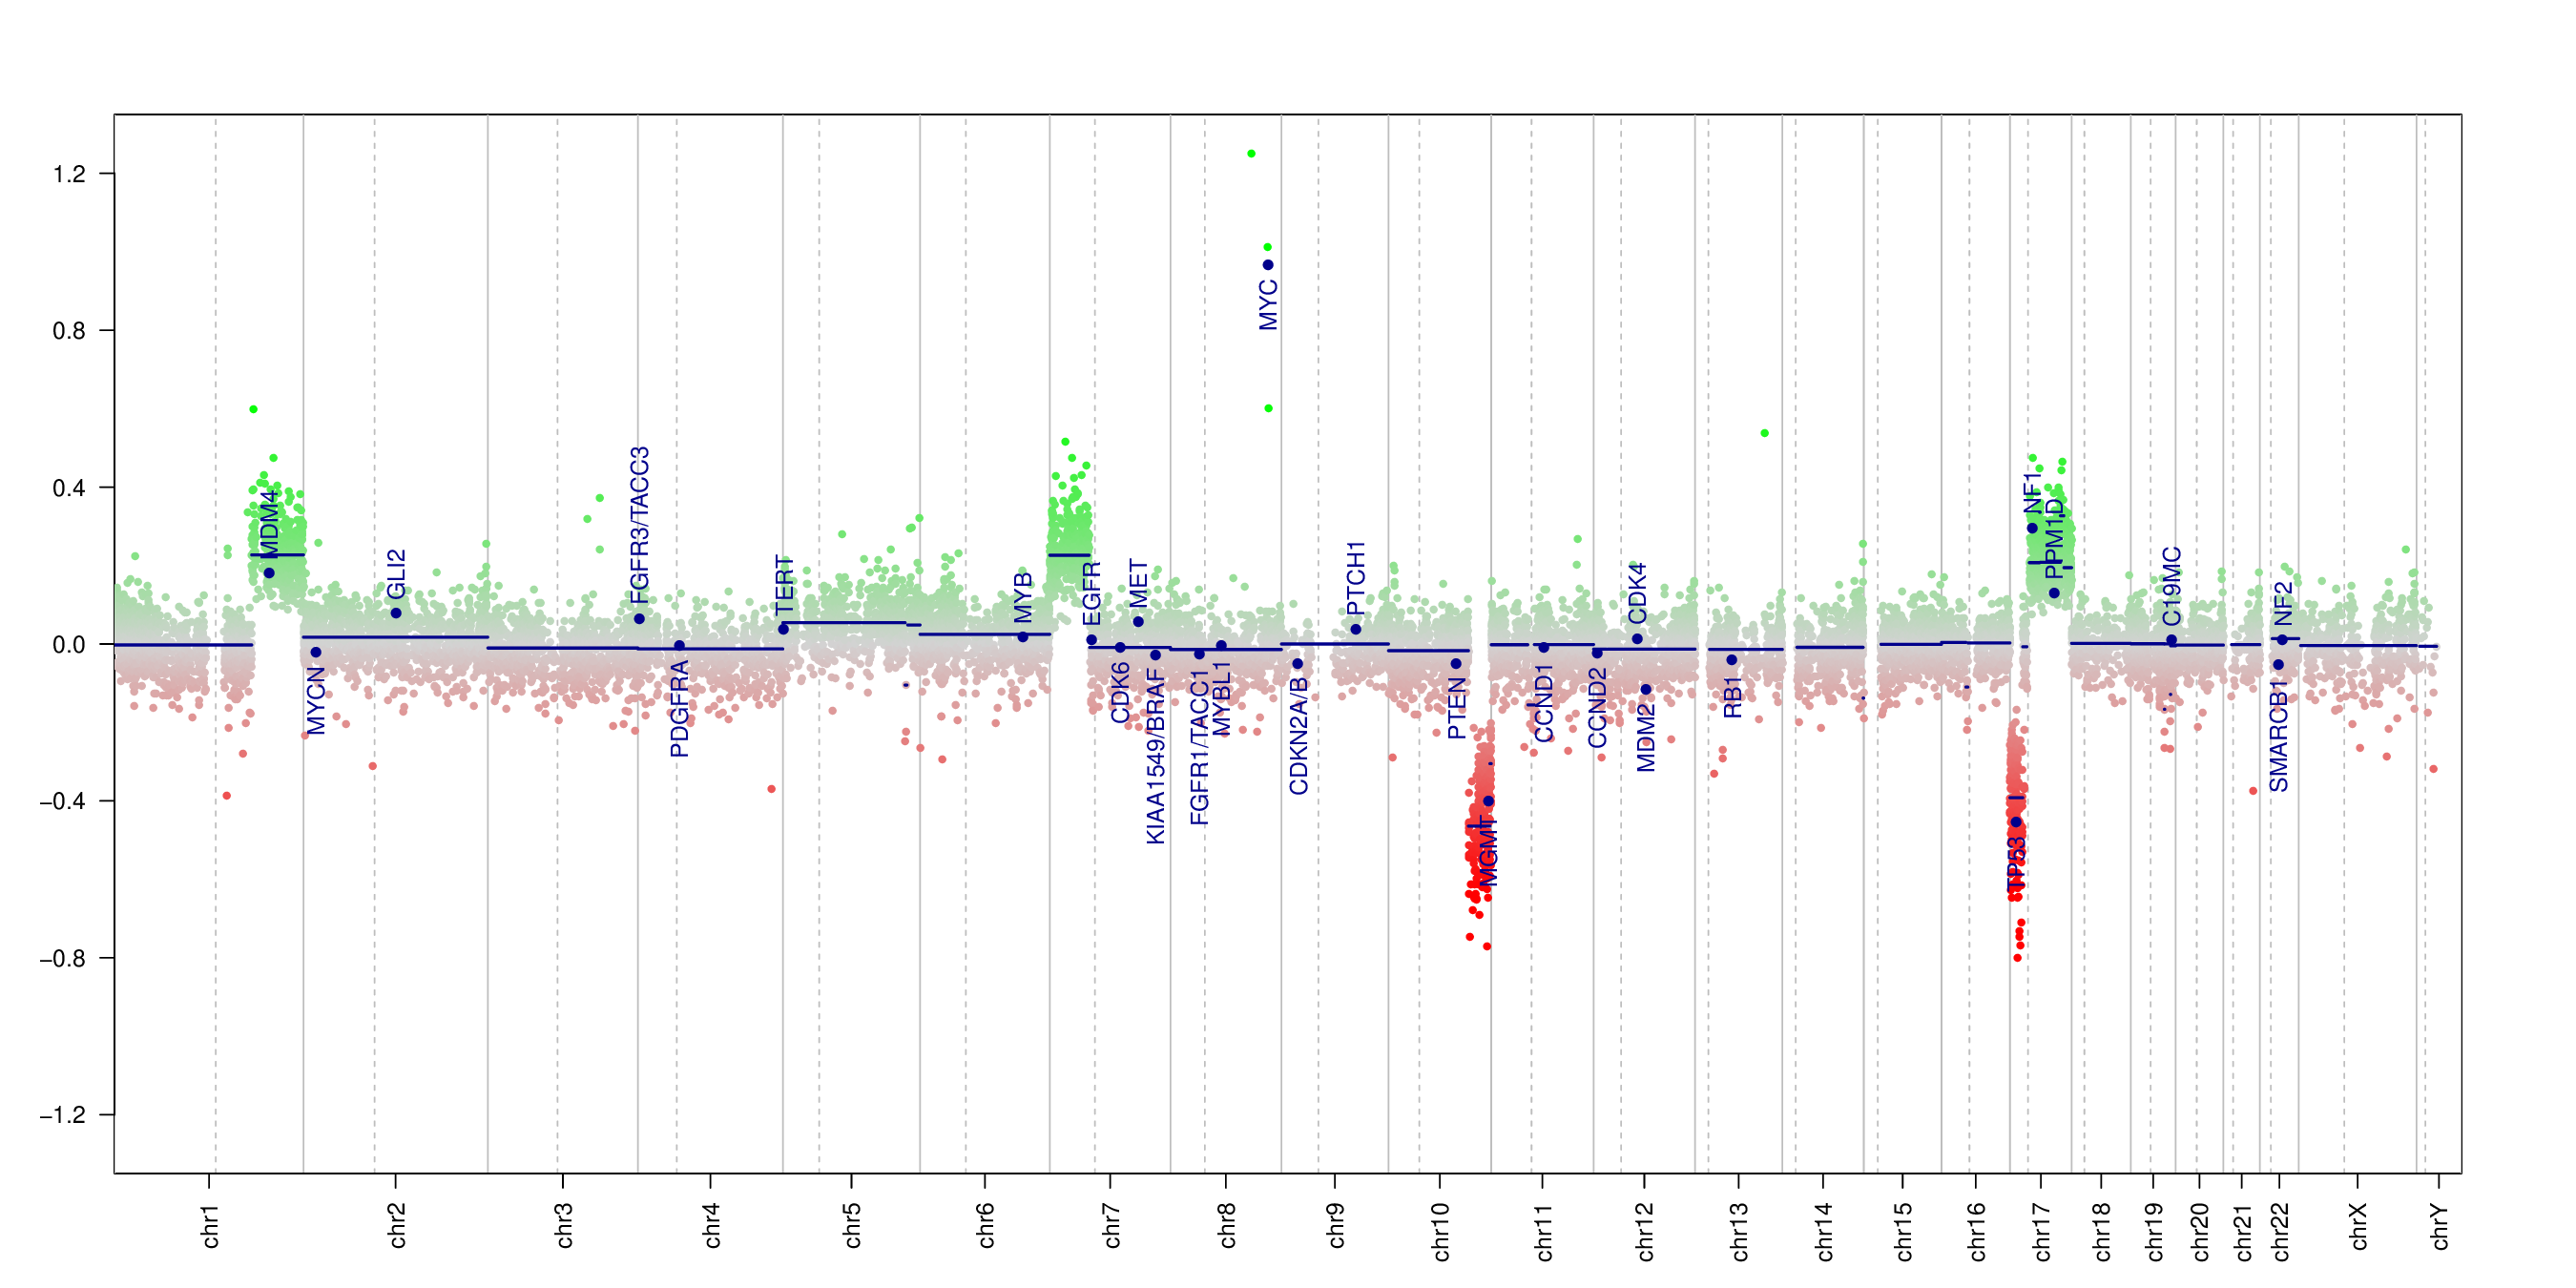 1.2
0.8
0.4
0.0
−0.4
−0.8
−1.2
MDM4
MYCN
GLI2
FGFR3/TACC3
PDGFRA
TERT
MYB
EGFR
CDK6
MET
KIAA1549/BRAF
FGFR1/TACC1
MYBL1
MYC
CDKN2A/B
PTCH1
PTEN
MGMT
CCND1
CCND2
CDK4
MDM2
RB1
TP53
NF1
PPM1D
C19MC
SMARCB1
NF2
chr1
chr2
chr3
chr4
chr5
chr6
chr7
chr8
chr9
chr10
chr11
chr12
chr13
chr14
chr15
chr16
chr17
chr18
chr19
chr20
chr21
chr22
chrX
chrY